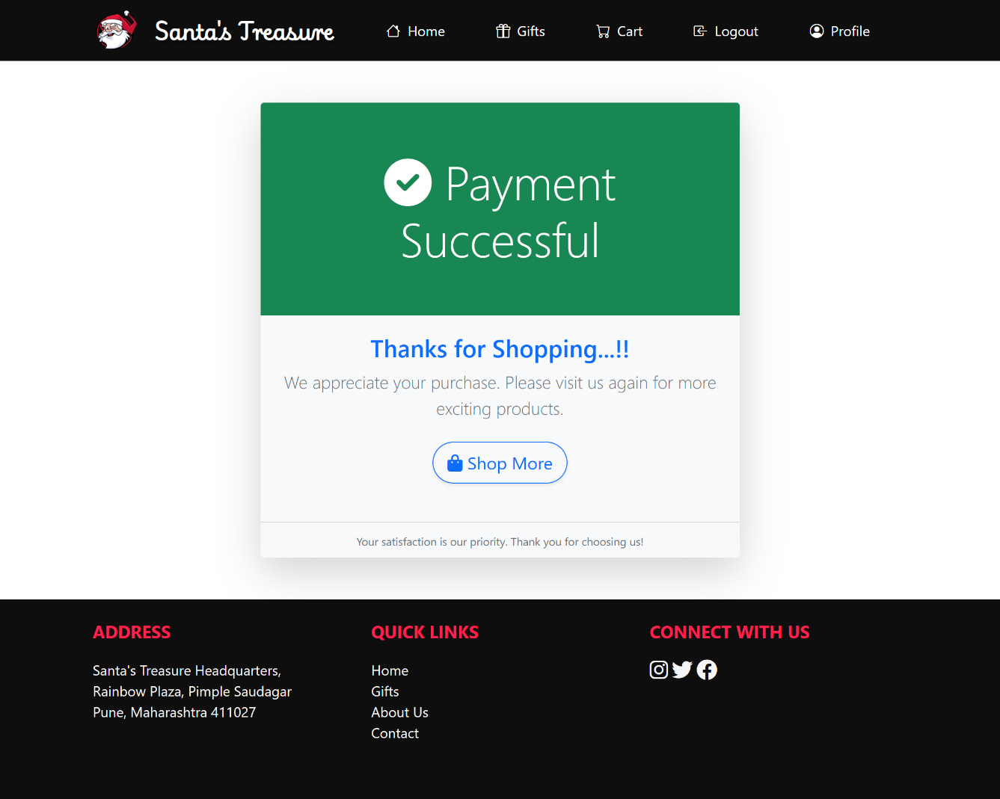 Santa's Treasure
Home
Gifts
Cart
Logout
Profile
Payment
Successful
Thanks for Shopping...!!
We appreciate your purchase. Please visit us again for more
exciting products.
Shop More
Your satisfaction is our priority. Thank you for choosing us!
ADDRESS
Santa's Treasure Headquarters,
Rainbow Plaza, Pimple Saudagar
Pune, Maharashtra 411027
QUICK LINKS
Home
Gifts
About Us
Contact
CONNECT WITH US